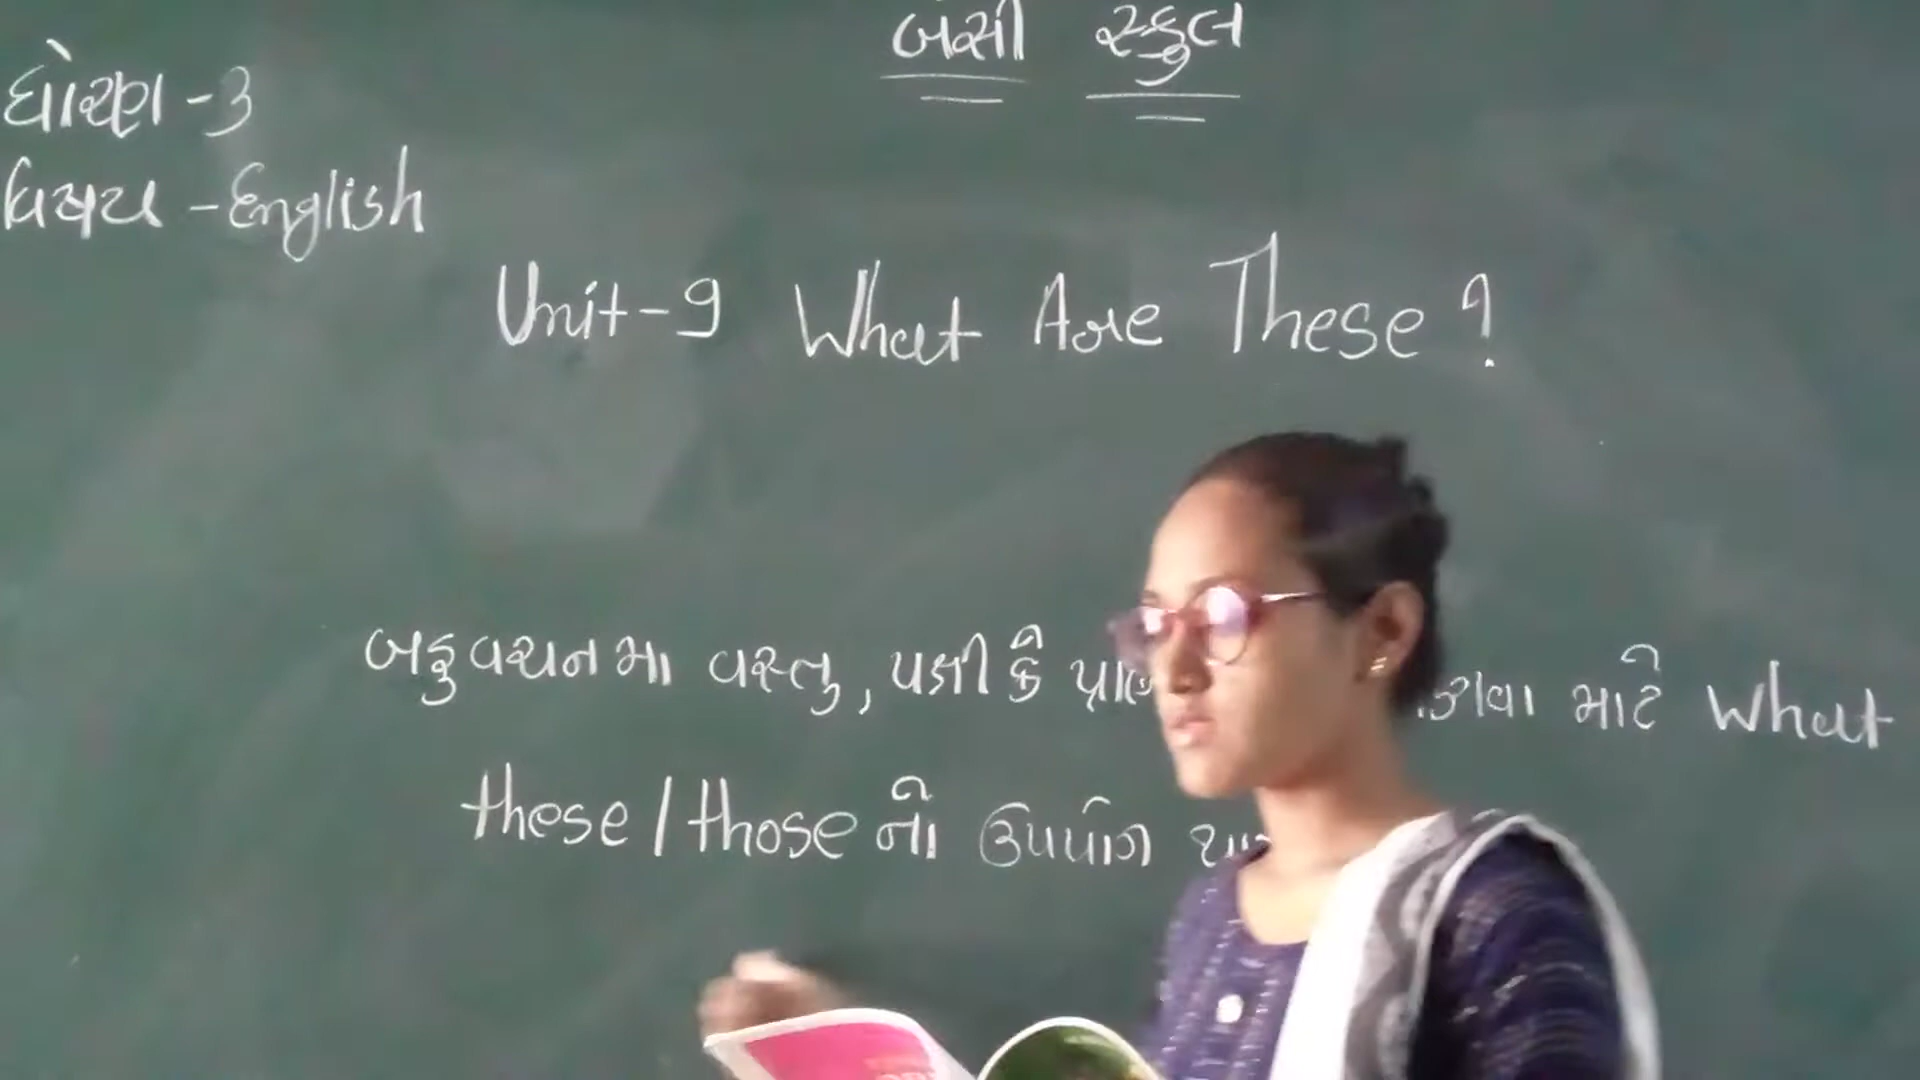 બંસી સ્કુલ
ધોરણ -3
વિષય -English
Unit-9 What Are These?
બહુવચનમા વસ્તુ, પક્ષી કે માટે What
these/those નો ઉપયોગ